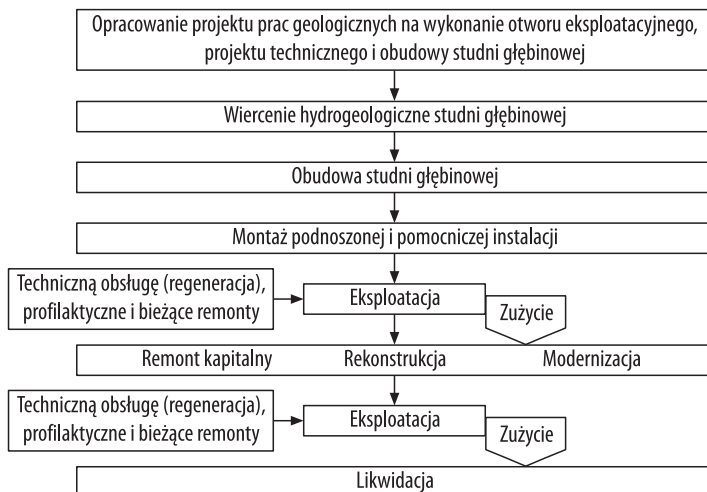 Opracowanie projektu prac geologicznych na wykonanie otworu eksploatacyjnego,
projektu technicznego i obudowy studni głębinowej
Wiercenie hydrogeologiczne studni głębinowej
Obudowa studni głębinowej
Montaż podnoszonej i pomocniczej instalacji
Techniczną obsługę (regeneracja),
profilaktyczne i bieżące remonty
Eksploatacja
Zużycie
Remont kapitalny Rekonstrukcja Modernizacja
Techniczną obsługę (regeneracja),
profilaktyczne i bieżące remonty
Eksploatacja
Zużycie
Likwidacja